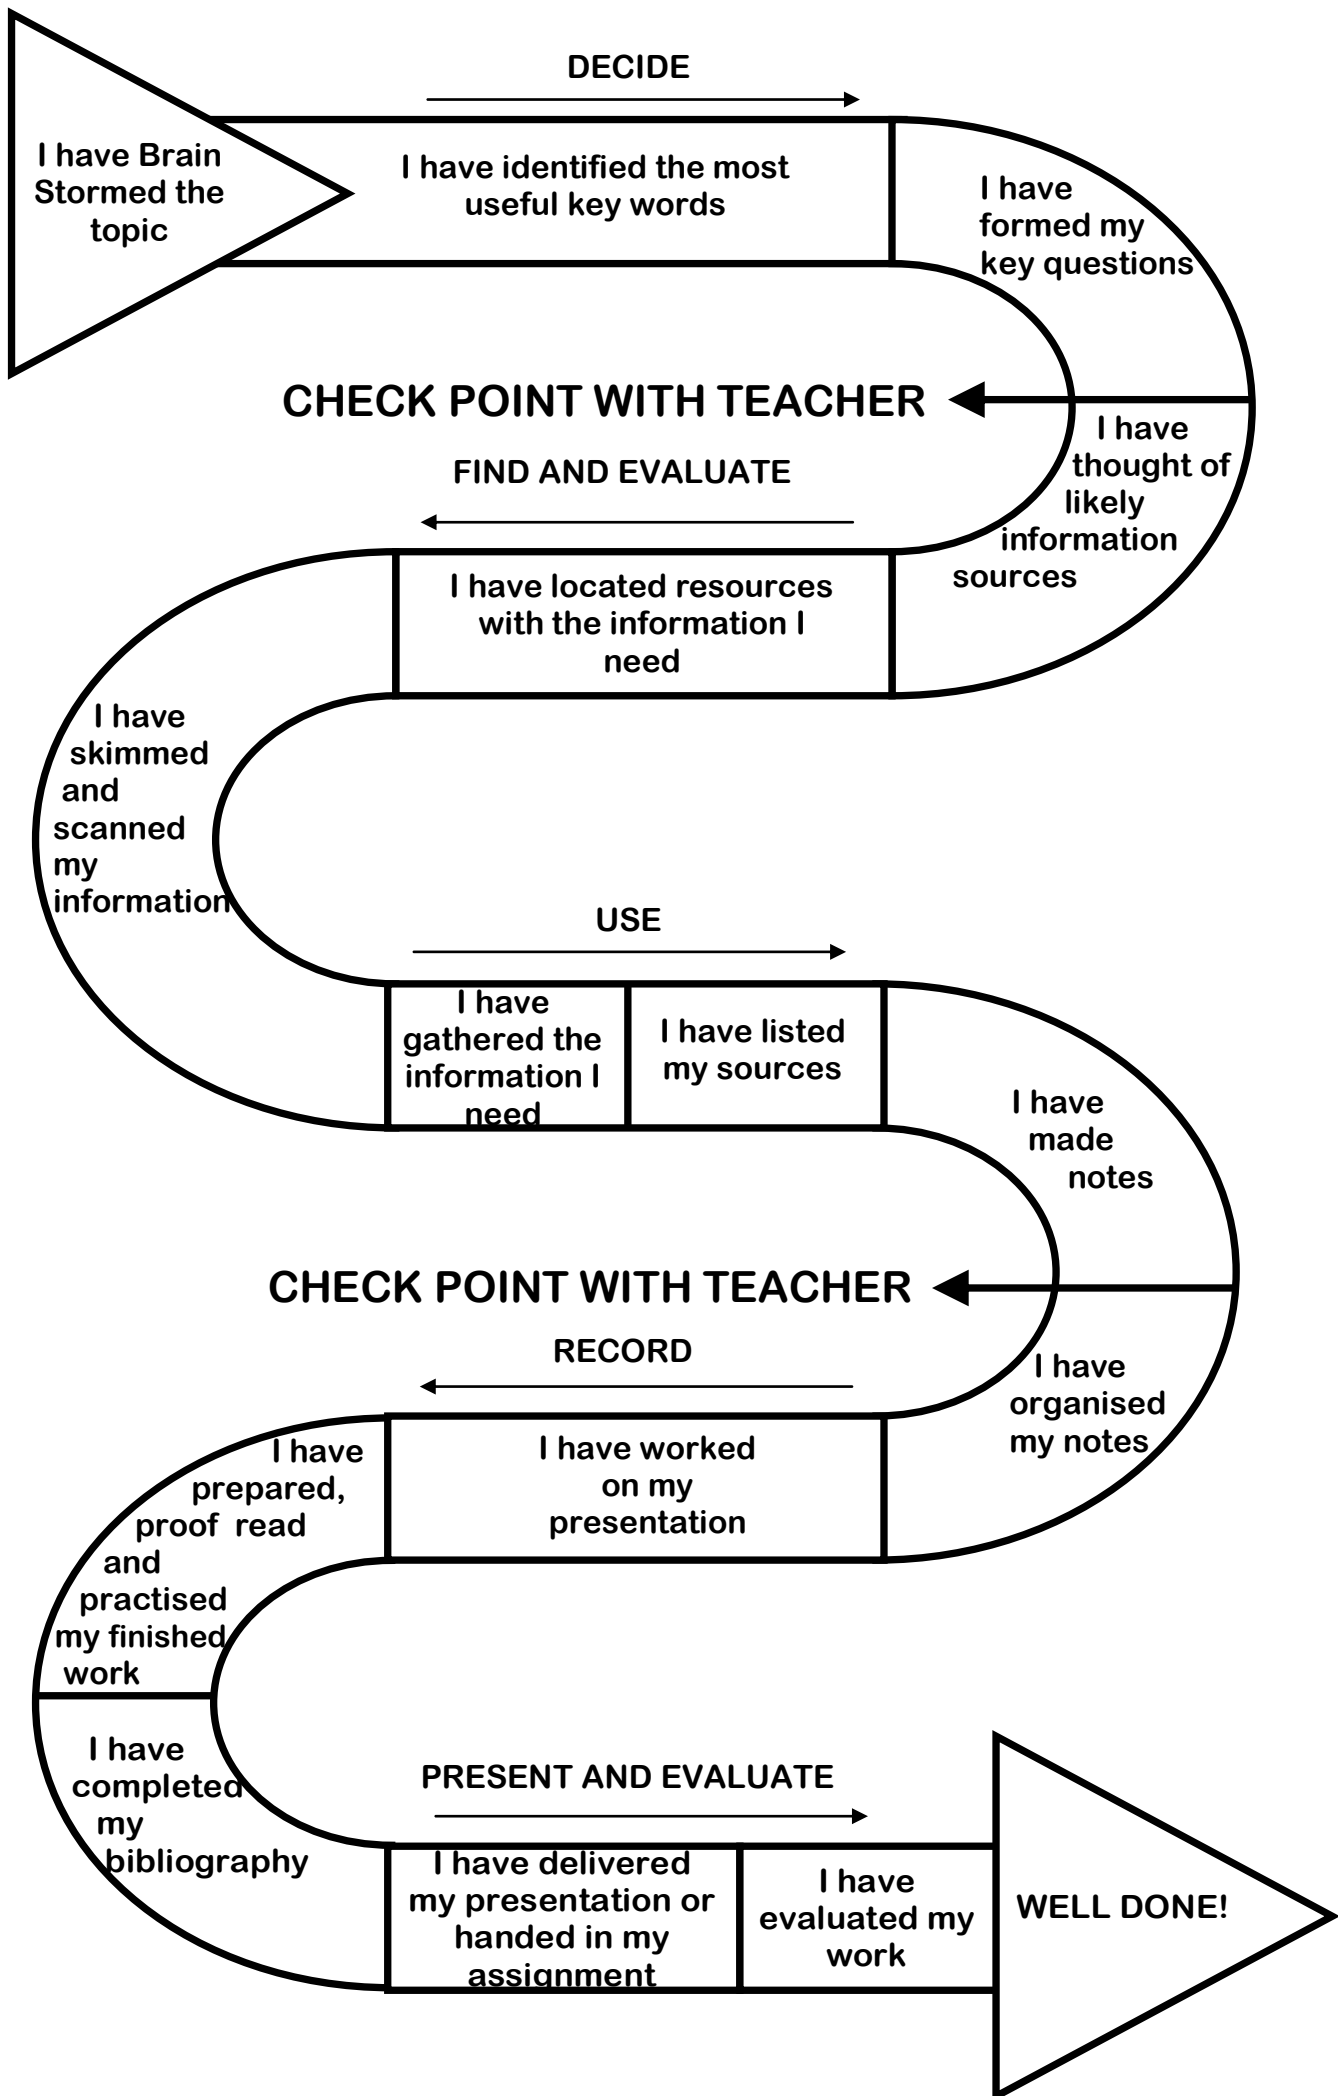 DECIDE
I have Brain
Stormed the
topic
I have identified the most
useful key words
I have
formed my
key questions
CHECK POINT WITH TEACHER
I have
thought of
likely
information
sources
FIND AND EVALUATE
I have located resources
with the information I
need
I have
skimmed
and
scanned
my
information
USE
I have
gathered the
information I
need
I have listed
my sources
I have
made
notes
CHECK POINT WITH TEACHER
RECORD
I have
organised
my notes
I have worked
on my
presentation
I have
prepared,
proof read
and
practised
my finished
work
I have
completed
my
bibliography
PRESENT AND EVALUATE
I have delivered
my presentation or
handed in my
assignment
I have
evaluated my
work
WELL DONE!